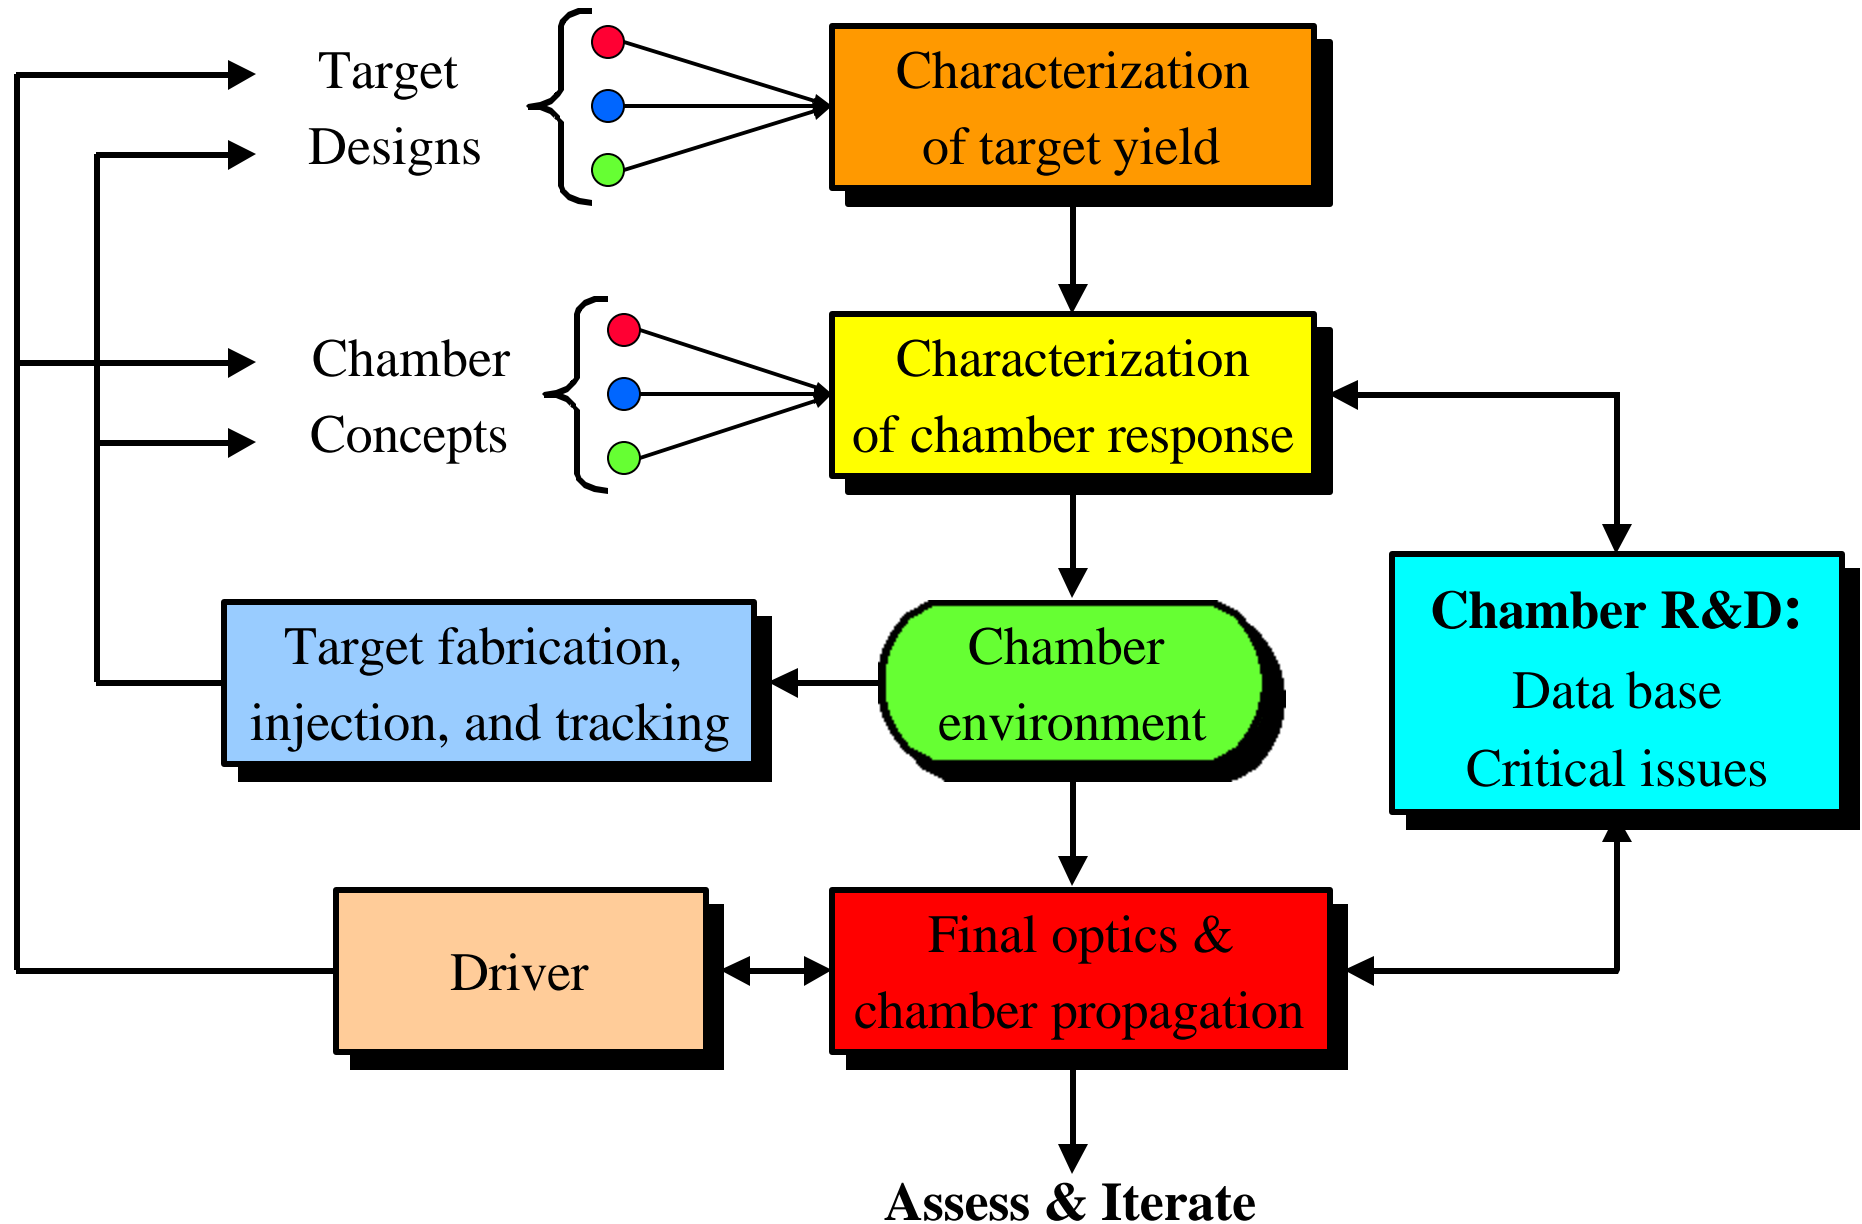 Target
Designs
Characterization
of target yield
Chamber
Concepts
Characterization
of chamber response
Target fabrication,
injection, and tracking
Chamber
environment
Chamber R&D:
Data base
Critical issues
Driver
Final optics &
chamber propagation
Assess & Iterate